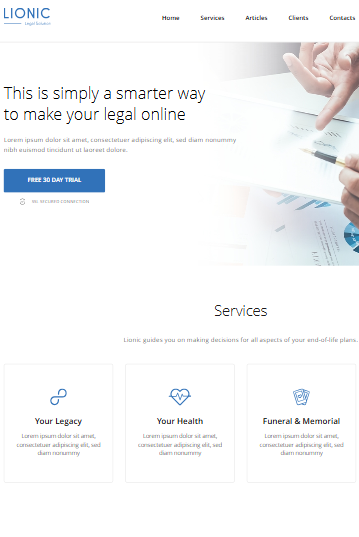 LIONIC
Legal Solution
Home Services Articles Clients Contacts
This is simply a smarter way
to make your legal online
Lorem ipsum dolor sit amet, consectetuer adipiscing elit, sed diam nonummy
nibh euismod tincidunt ut laoreet dolore.
FREE 30 DAY TRIAL
SSL SECURED CONNECTION
Services
Lionic guides you on making decisions for all aspects of your end-of-life plans.
Your Legacy
Lorem ipsum dolor sit amet,
consectetuer adipiscing elit, sed
diam nonummy
Your Health
Lorem ipsum dolor sit amet,
consectetuer adipiscing elit, sed
diam nonummy
Funeral & Memorial
Lorem ipsum dolor sit amet,
consectetuer adipiscing elit, sed
diam nonummy